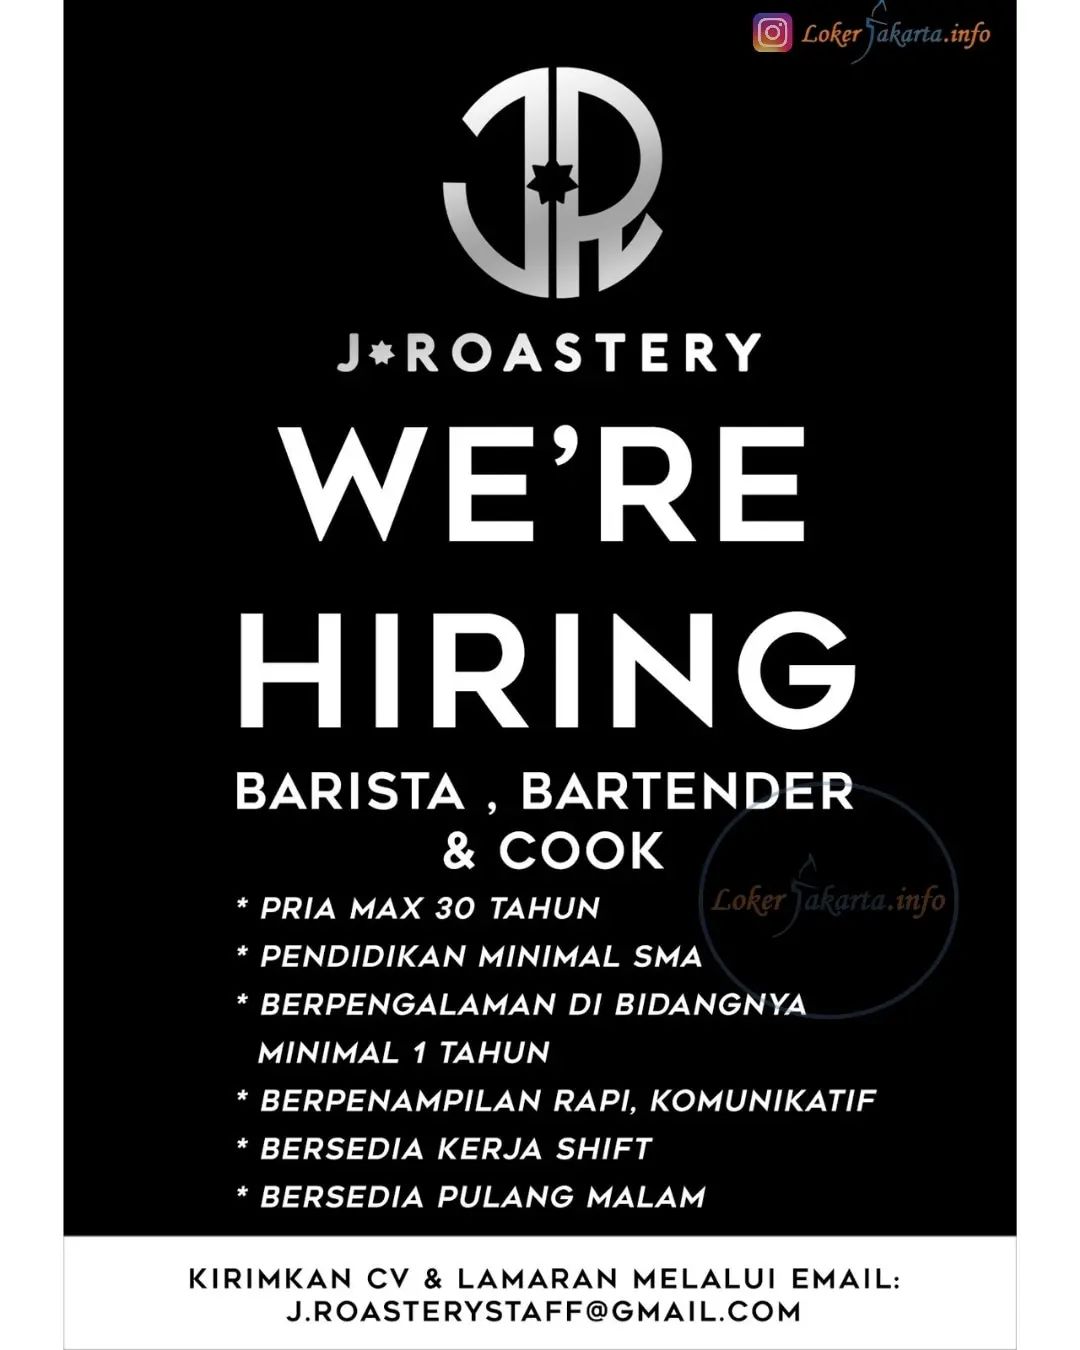 Loker Jakarta.info
JR
J*ROASTERY
WE'RE
HIRING
BARISTA , BARTENDER
& COOK
* PRIA MAX 30 TAHUN
* PENDIDIKAN MINIMAL SMA
Loker Jakarta.info
* BERPENGALAMAN DI BIDANGNYA
MINIMAL 1 TAHUN
* BERPENAMPILAN RAPI, KOMUNIKATIF
* BERSEDIA KERJA SHIFT
* BERSEDIA PULANG MALAM
KIRIMKAN CV & LAMARAN MELALUI EMAIL:
J.ROASTERYSTAFF@GMAIL.COM